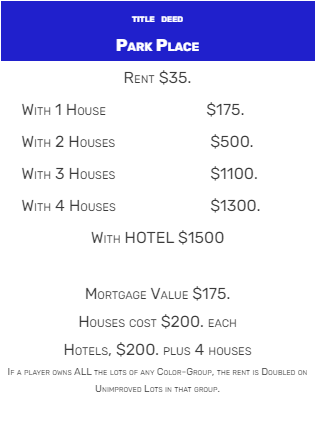 TITLE DEED
PARK PLACE
RENT $35.
WITH 1 HOUSE $175.
WITH 2 HOUSES $500.
WITH 3 HOUSES $1100.
WITH 4 HOUSES $1300.
WITH HOTEL $1500
MORTGAGE VALUE $175.
HOUSES COST $200. EACH
HOTELS, $200. PLUS 4 HOUSES
IF A PLAYER OWNS ALL THE LOTS OF ANY COLOR-GROUP, THE RENT IS DOUBLED ON
UNIMPROVED LOTS IN THAT GROUP.